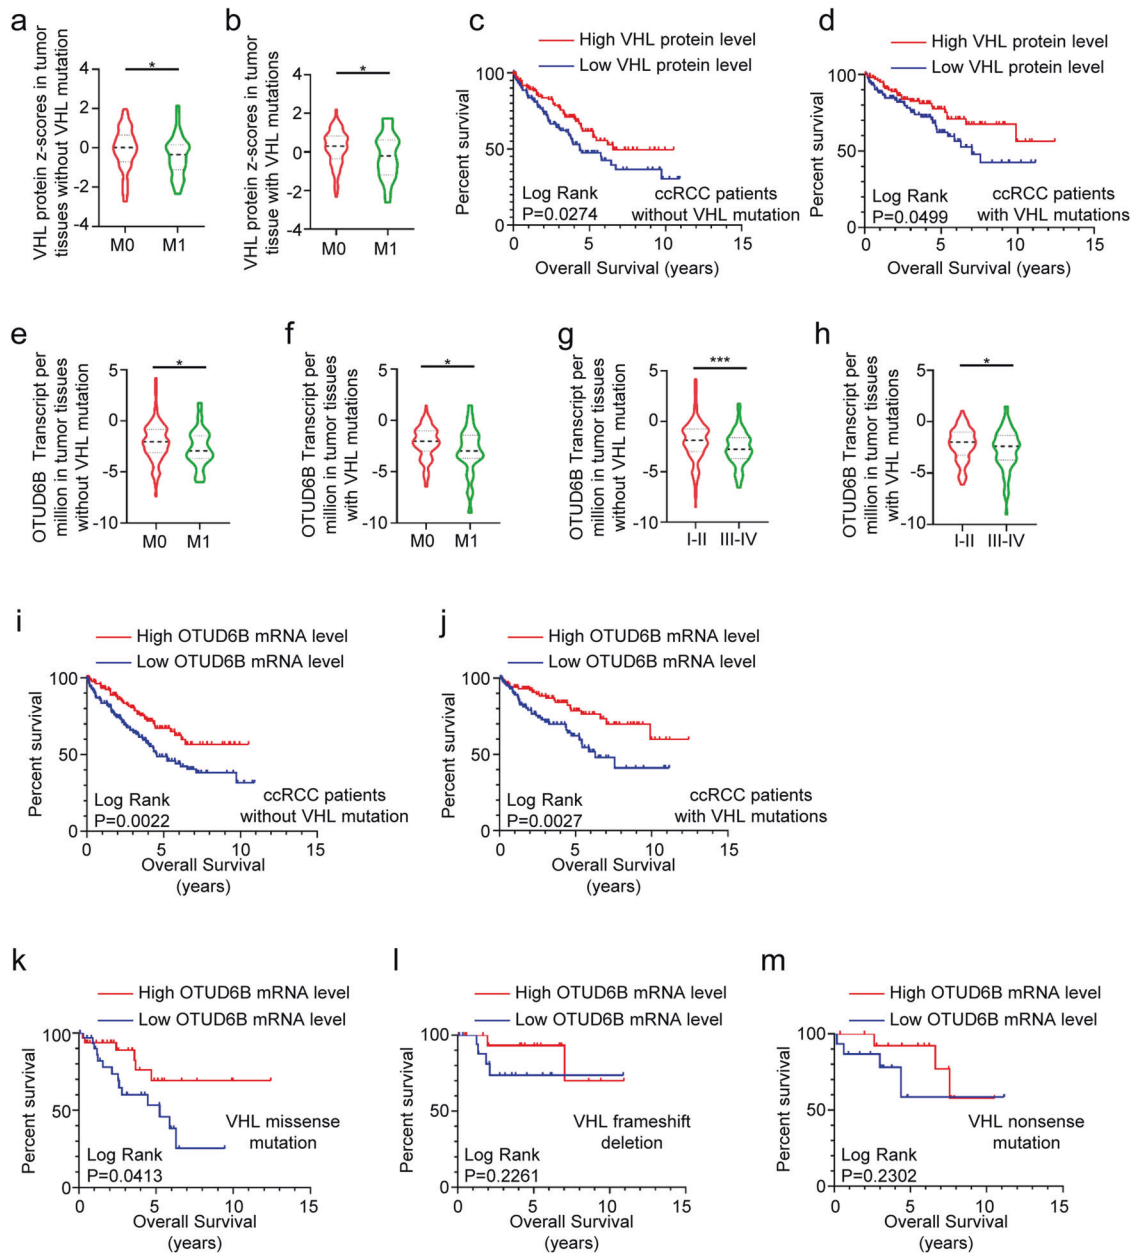 a
VHL protein z-scores in tumor
tissues without VHL mutation
4
2
0
-2
-4
*
M0
M1
b
VHL protein z-scores in tumor
tissue with VHL mutations
4
2
0
-2
-4
*
M0
M1
c
High VHL protein level
Low VHL protein level
Percent survival
100
50
0
Log Rank
P=0.0274
ccRCC patients
without VHL mutation
0
5
10
15
Overall Survival (years)
d
High VHL protein level
Low VHL protein level
Percent survival
100
50
0
Log Rank
P=0.0499
ccRCC patients
with VHL mutations
0
5
10
15
Overall Survival (years)
e
OTUD6B Transcript per
million in tumor tissues
without VHL mutation
5
0
-5
-10
*
M0
M1
f
OTUD6B Transcript per
million in tumor tissues
with VHL mutations
5
0
-5
-10
*
M0
M1
g
OTUD6B Transcript per
million in tumor tissues
without VHL mutation
5
0
-5
-10
***
I-II
III-IV
h
OTUD6B Transcript per
million in tumor tissues
with VHL mutations
5
0
-5
-10
*
I-II
III-IV
i
High OTUD6B mRNA level
Low OTUD6B mRNA level
Percent survival
100
50
0
Log Rank
P=0.0022
ccRCC patients
without VHL mutation
0
5
10
15
Overall Survival
(years)
j
High OTUD6B mRNA level
Low OTUD6B mRNA level
Percent survival
100
50
0
Log Rank
P=0.0027
ccRCC patients
with VHL mutations
0
5
10
15
Overall Survival
(years)
k
High OTUD6B mRNA level
Low OTUD6B mRNA level
Percent survival
100
50
0
VHL missense
mutation
Log Rank
P=0.0413
0
5
10
15
Overall Survival
(years)
l
High OTUD6B mRNA level
Low OTUD6B mRNA level
Percent survival
100
50
0
VHL frameshift
deletion
Log Rank
P=0.2261
0
5
10
15
Overall Survival
(years)
m
High OTUD6B mRNA level
Low OTUD6B mRNA level
Percent survival
100
50
0
VHL nonsense
mutation
Log Rank
P=0.2302
0
5
10
15
Overall Survival
(years)